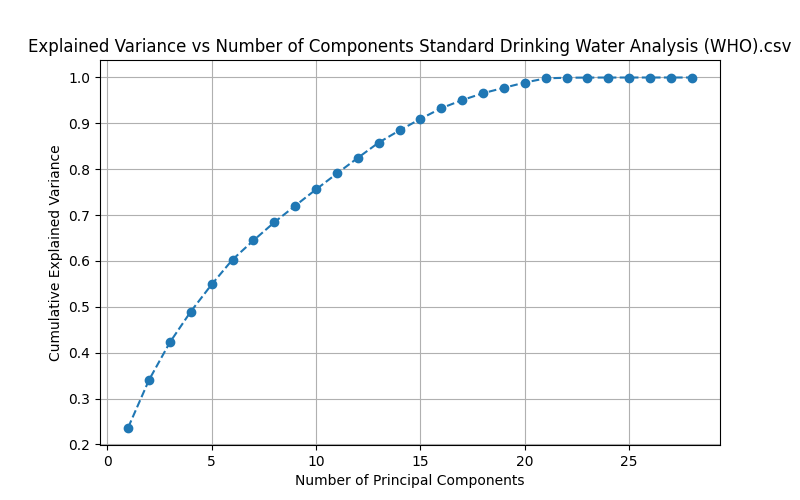 Explained Variance vs Number of Components Standard Drinking Water Analysis (WHO).csv
1.0
0.9
0.8
0.7
0.6
0.5
0.4
0.3
0.2
Cumulative Explained Variance
0 5 10 15 20 25
Number of Principal Components